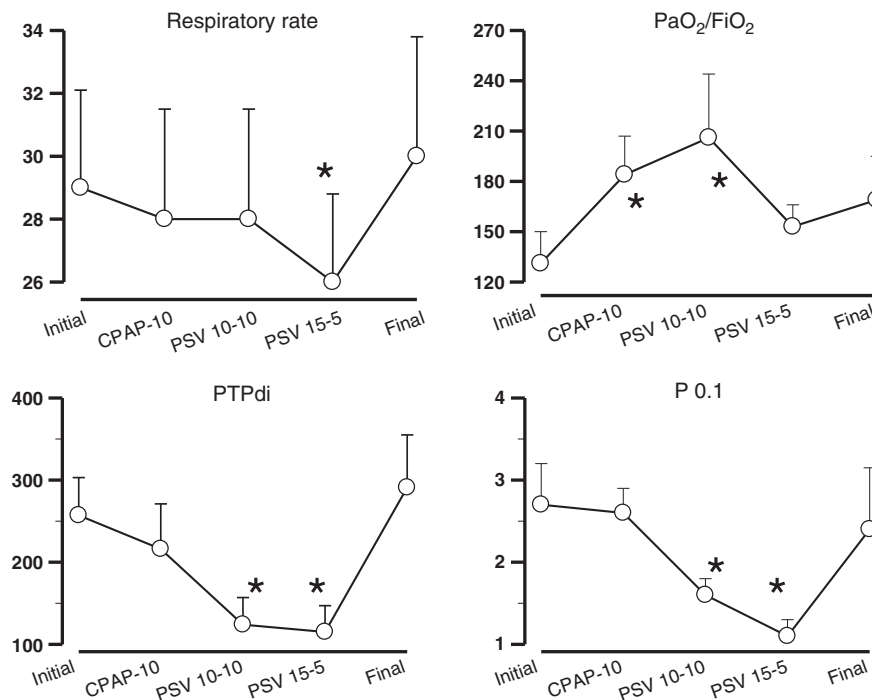 Respiratory rate
34
32
30
28
26
*
Initial
CPAP-10
PSV 10-10
PSV 15-5
Final
PaO₂/FiO₂
270
240
210
180
150
120
*
*
Initial
CPAP-10
PSV 10-10
PSV 15-5
Final
PTPdi
400
300
200
100
*
*
Initial
CPAP-10
PSV 10-10
PSV 15-5
Final
P 0.1
4
3
2
1
*
*
Initial
CPAP-10
PSV 10-10
PSV 15-5
Final